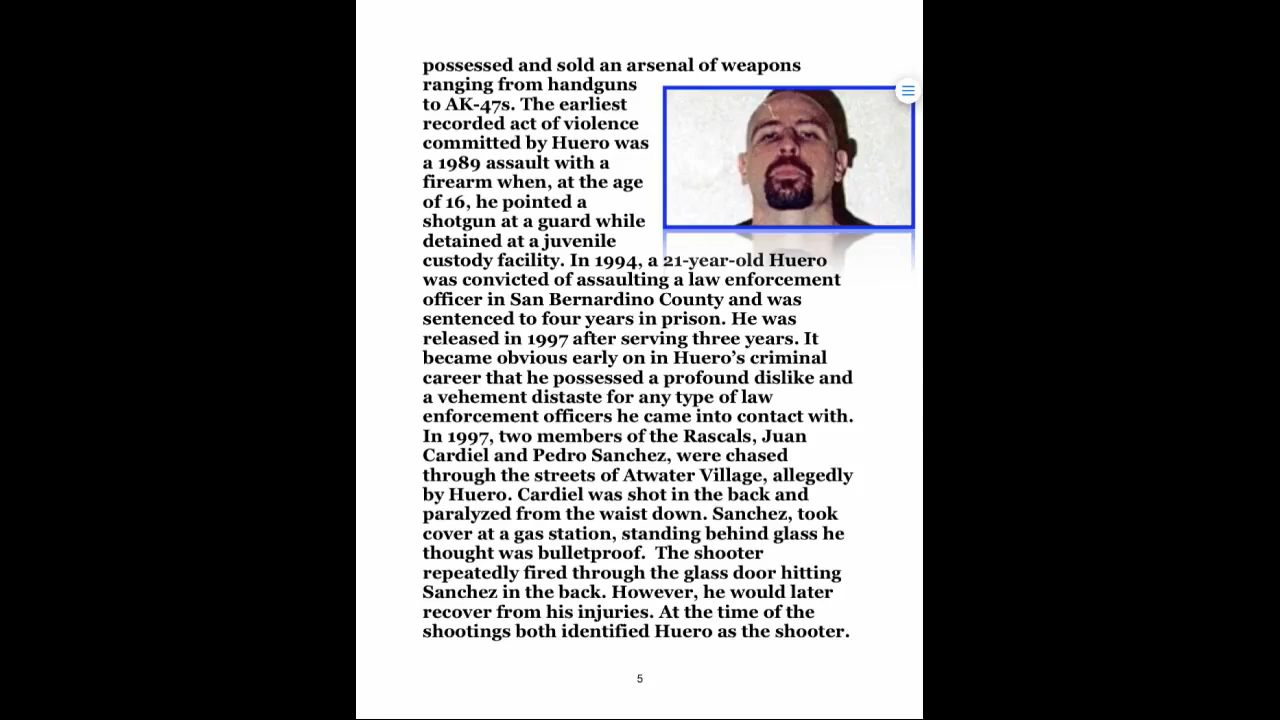 possessed and sold an arsenal of weapons
ranging from handguns
to AK-47s. The earliest
recorded act of violence
committed by Huero was
a 1989 assault with a
firearm when, at the age
of 16, he pointed a
shotgun at a guard while
detained at a juvenile
custody facility. In 1994, a 21-year-old Huero
was convicted of assaulting a law enforcement
officer in San Bernardino County and was
sentenced to four years in prison. He was
released in 1997 after serving three years. It
became obvious early on in Huero’s criminal
career that he possessed a profound dislike and
a vehement distaste for any type of law
enforcement officers he came into contact with.
In 1997, two members of the Rascals, Juan
Cardiel and Pedro Sanchez, were chased
through the streets of Atwater Village, allegedly
by Huero. Cardiel was shot in the back and
paralyzed from the waist down. Sanchez, took
cover at a gas station, standing behind glass he
thought was bulletproof.  The shooter
repeatedly fired through the glass door hitting
Sanchez in the back. However, he would later
recover from his injuries. At the time of the
shootings both identified Huero as the shooter.
5